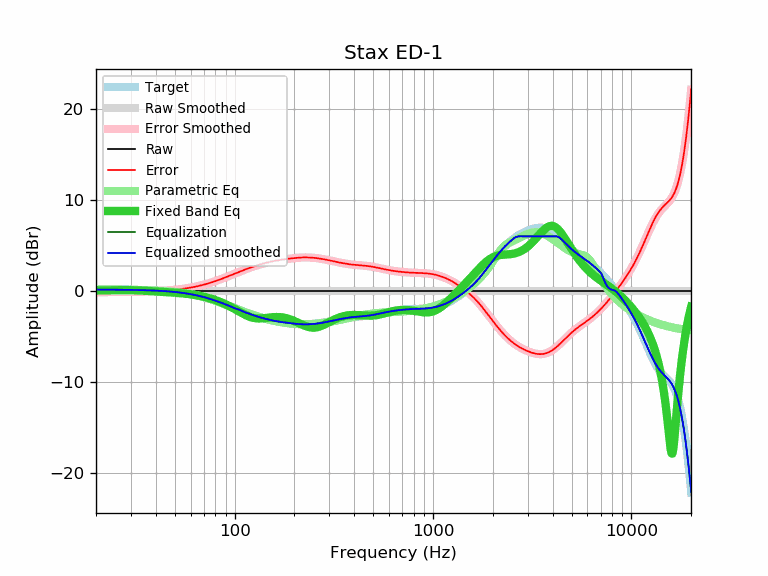 Stax ED-1
Target
Raw Smoothed
Error Smoothed
Raw
Error
Parametric Eq
Fixed Band Eq
Equalization
Equalized smoothed
20
10
0
−10
−20
Amplitude (dBr)
100
1000
10000
Frequency (Hz)